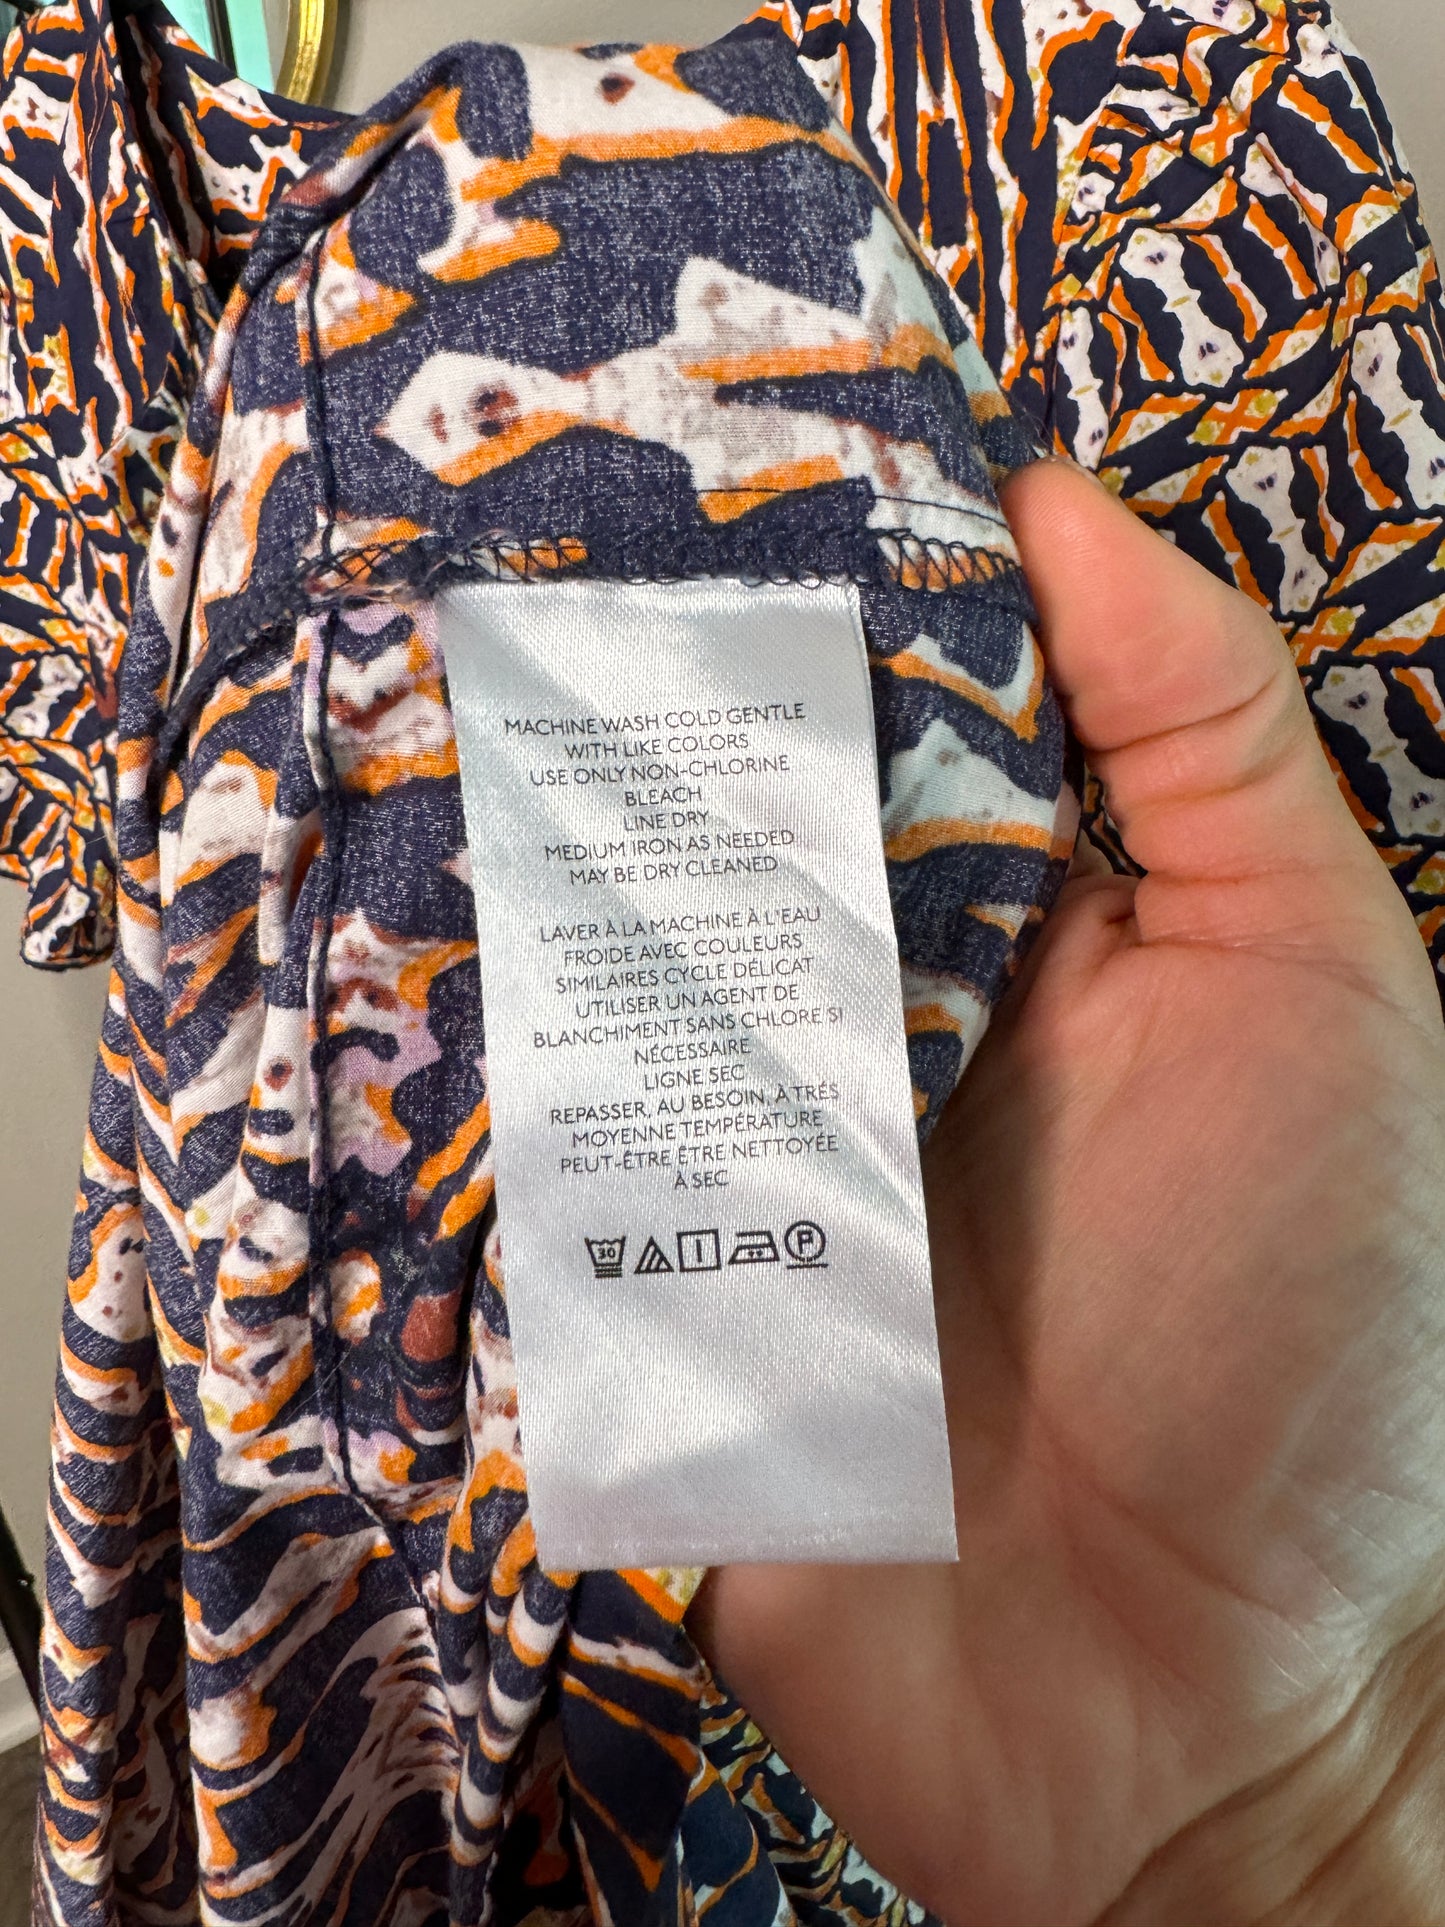 MACHINE WASH COLD GENTLE
WITH LIKE COLORS
USE ONLY NON-CHLORINE
BLEACH
LINE DRY
MEDIUM IRON AS NEEDED
MAY BE DRY CLEANED
LAVER À LA MACHINE À L'EAU
FROIDE AVEC COULEURS
SIMILAIRES CYCLE DÉLICAT
UTILISER UN AGENT DE
BLANCHIMENT SANS CHLORE SI
NÉCESSAIRE
LIGNE SEC
REPASSER, AU BESOIN, À TRÉS
MOYENNE TEMPÉRATURE
PEUT-ÊTRE ÊTRE NETTOYÉE
À SEC
30 P